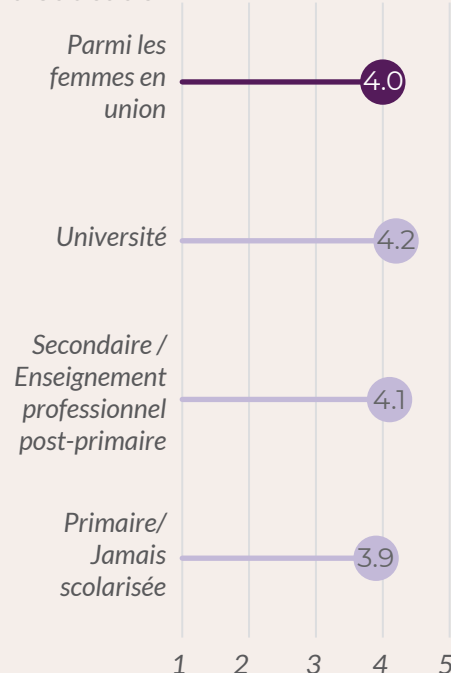 Parmi les
femmes en
union
4.0
Université
4.2
Secondaire /
Enseignement
professionnel
post-primaire
4.1
Primaire/
Jamais
scolarisée
3.9
1 2 3 4 5